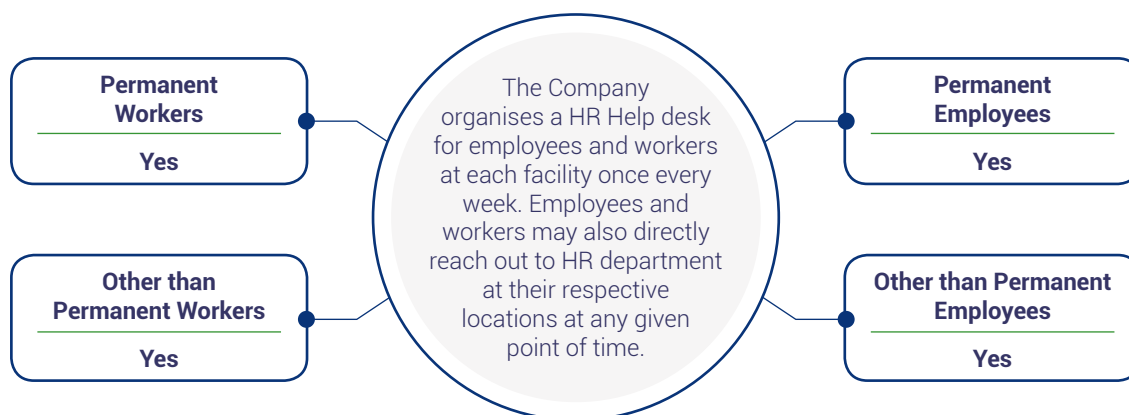 Permanent
Workers
Yes
Other than
Permanent Workers
Yes
The Company
organises a HR Help desk
for employees and workers
at each facility once every
week. Employees and
workers may also directly
reach out to HR department
at their respective
locations at any given
point of time.
Permanent
Employees
Yes
Other than Permanent
Employees
Yes